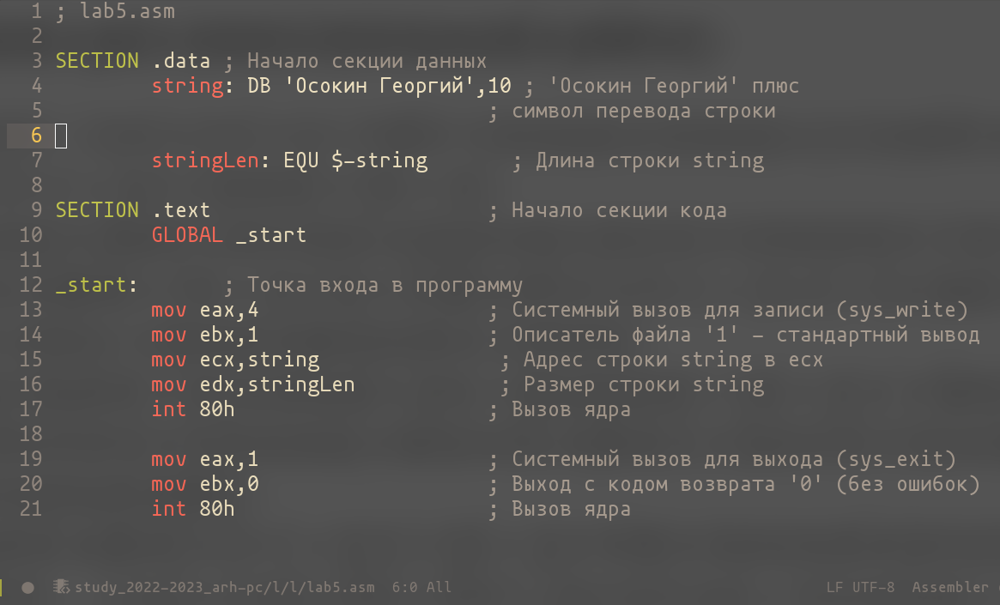 1 ; lab5.asm
2
3 SECTION .data ; Начало секции данных
4         string: DB 'Осокин Георгий',10 ; 'Осокин Георгий' плюс
5                                     ; символ перевода строки
6
7         stringLen: EQU $-string       ; Длина строки string
8
9 SECTION .text                       ; Начало секции кода
10         GLOBAL _start
11
12 _start:       ; Точка входа в программу
13         mov eax,4                   ; Системный вызов для записи (sys_write)
14         mov ebx,1                   ; Описатель файла '1' - стандартный вывод
15         mov ecx,string               ; Адрес строки string в ecx
16         mov edx,stringLen            ; Размер строки string
17         int 80h                     ; Вызов ядра
18
19         mov eax,1                   ; Системный вызов для выхода (sys_exit)
20         mov ebx,0                   ; Выход с кодом возврата '0' (без ошибок)
21         int 80h                     ; Вызов ядра
study_2022-2023_arh-pc/l/l/lab5.asm  6:0 All  LF UTF-8  Assembler